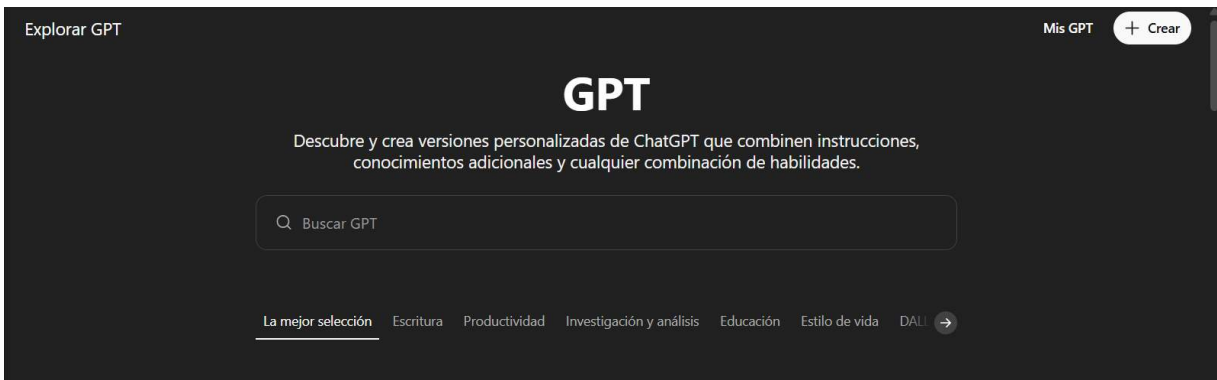 Explorar GPT
Mis GPT
+ Crear
GPT
Descubre y crea versiones personalizadas de ChatGPT que combinen instrucciones,
conocimientos adicionales y cualquier combinación de habilidades.
Buscar GPT
La mejor selección Escritura Productividad Investigación y análisis Educación Estilo de vida